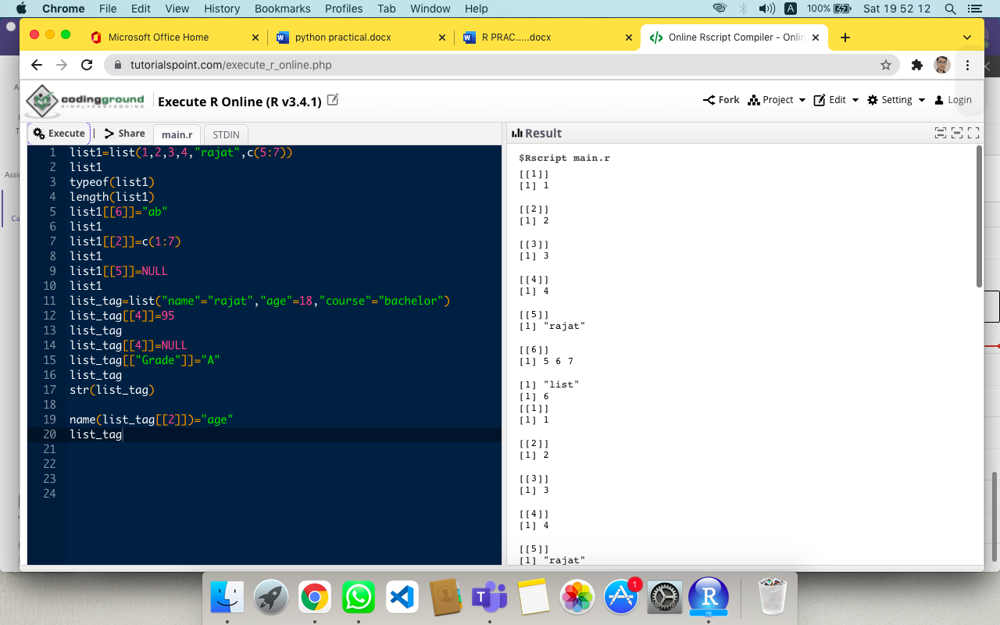 Chrome File Edit View History Bookmarks Profiles Tab Window Help A 100% Sat 19 52 12
Microsoft Office Home python practical.docx R PRAC.....docx Online Rscript Compiler - Onlin
tutorialspoint.com/execute_r_online.php
codingground
SIMPLYEASYCODING
Execute R Online (R v3.4.1)
Fork Project Edit Setting Login
Execute | Share main.r STDIN
1 list1=list(1,2,3,4,"rajat",c(5:7))
2 list1
3 typeof(list1)
4 length(list1)
5 list1[[6]]="ab"
6 list1
7 list1[[2]]=c(1:7)
8 list1
9 list1[[5]]=NULL
10 list1
11 list_tag=list("name"="rajat","age"=18,"course"="bachelor")
12 list_tag[[4]]=95
13 list_tag
14 list_tag[[4]]=NULL
15 list_tag[["Grade"]]="A"
16 list_tag
17 str(list_tag)
18
19 name(list_tag[[2]])="age"
20 list_tag
21
22
23
24
Result
$Rscript main.r
[[1]]
[1] 1
[[2]]
[1] 2
[[3]]
[1] 3
[[4]]
[1] 4
[[5]]
[1] "rajat"
[[6]]
[1] 5 6 7
[1] "list"
[1] 6
[[1]]
[1] 1
[[2]]
[1] 2
[[3]]
[1] 3
[[4]]
[1] 4
[[5]]
[1] "rajat"
Assig
Ca
1
T
R
raj